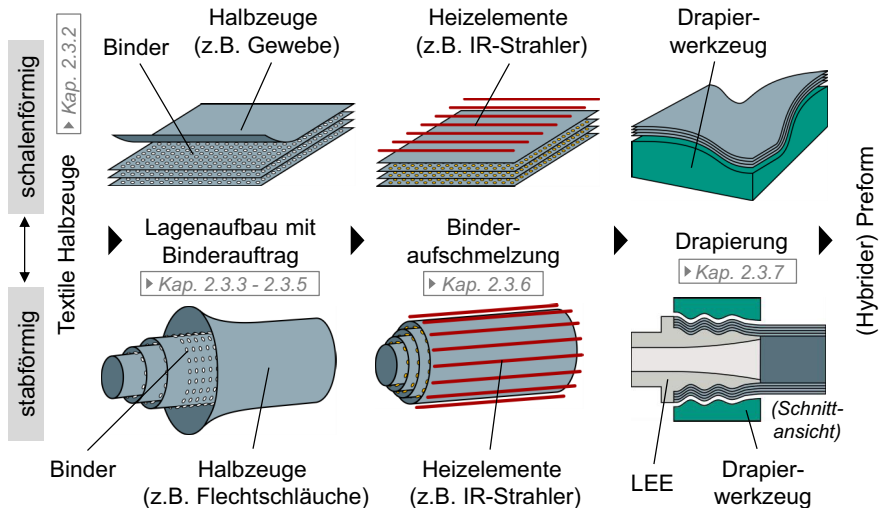 schalenförmig
stabförmig
Textile Halbzeuge
▶ Kap. 2.3.2
Binder
Halbzeuge
(z.B. Gewebe)
Heizelemente
(z.B. IR-Strahler)
Drapier-
werkzeug
Lagenaufbau mit
Binderauftrag
▶ Kap. 2.3.3 - 2.3.5
Binder-
aufschmelzung
▶ Kap. 2.3.6
Drapierung
▶ Kap. 2.3.7
(Hybrider) Preform
Binder
Halbzeuge
(z.B. Flechtschläuche)
Heizelemente
(z.B. IR-Strahler)
LEE
(Schnitt-
ansicht)
Drapier-
werkzeug